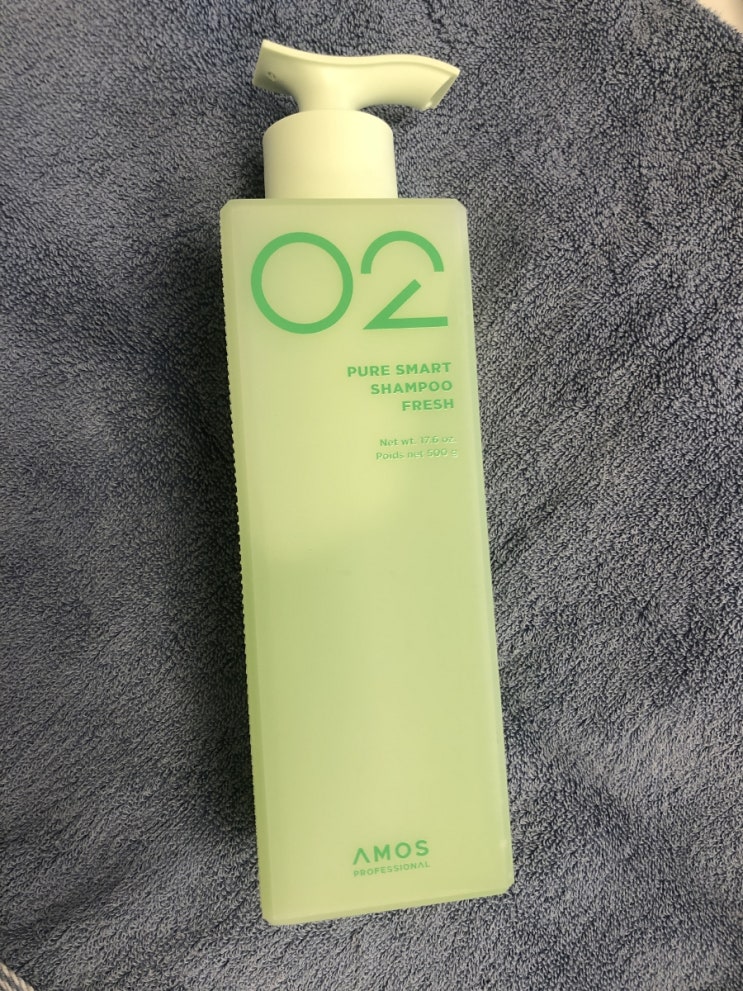 02
PURE SMART
SHAMPOO
FRESH
Net wt. 17.6 oz.
Poids net 500 g
AMOS
PROFESSIONAL